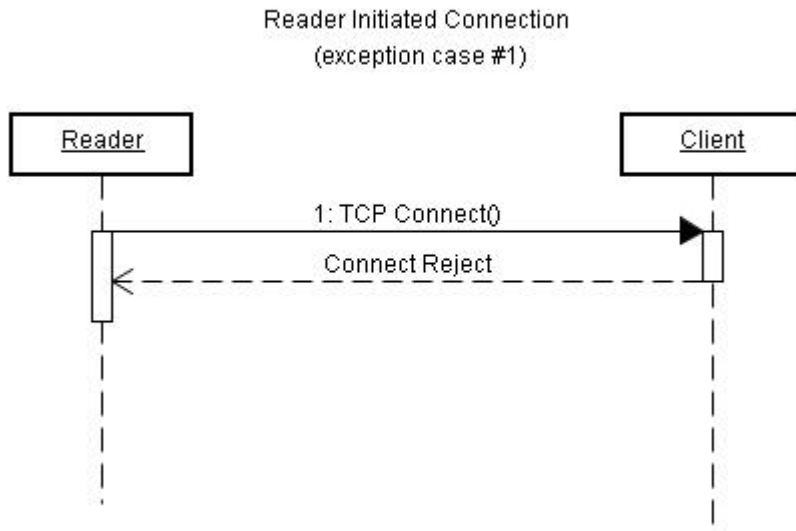 Reader Initiated Connection
(exception case #1)
Reader
Client
1: TCP Connect()
Connect Reject